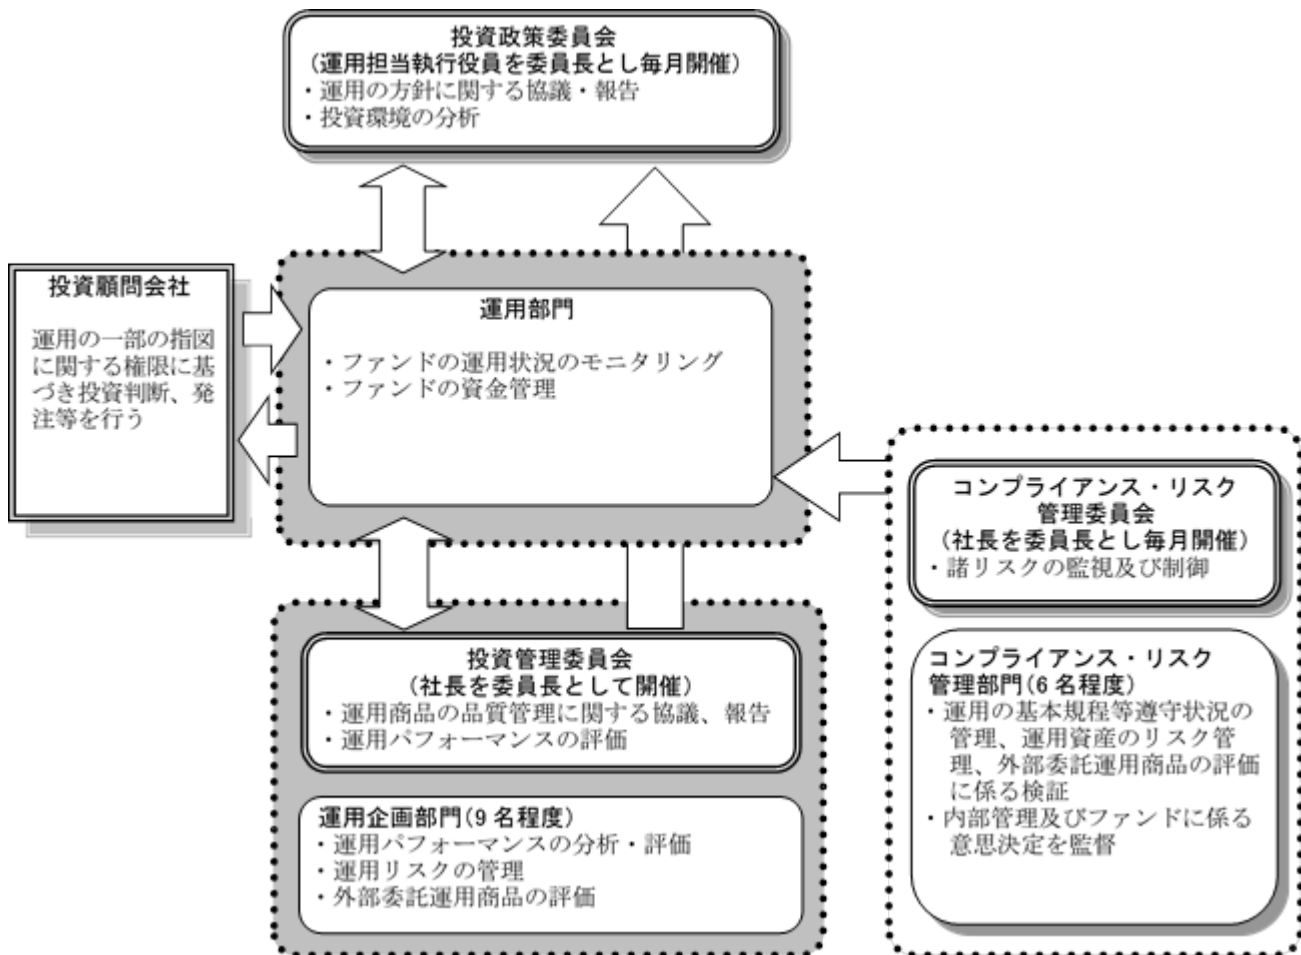 投資政策委員会
(運用担当執行役員を委員長とし毎月開催)
・運用の方針に関する協議・報告
・投資環境の分析
投資顧問会社
運用の一部の指図
に関する権限に基
づき投資判断、発
注等を行う
運用部門
・ファンドの運用状況のモニタリング
・ファンドの資金管理
コンプライアンス・リスク
管理委員会
(社長を委員長とし毎月開催)
・諸リスクの監視及び制御
投資管理委員会
(社長を委員長として開催)
・運用商品の品質管理に関する協議、報告
・運用パフォーマンスの評価
運用企画部門(9名程度)
・運用パフォーマンスの分析・評価
・運用リスクの管理
・外部委託運用商品の評価
コンプライアンス・リスク
管理部門(6名程度)
・運用の基本規程等遵守状況の
管理、運用資産のリスク管
理、外部委託運用商品の評価
に係る検証
・内部管理及びファンドに係る
意思決定を監督